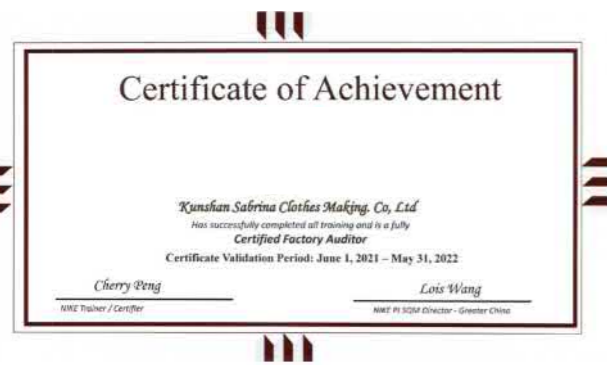 Certificate of Achievement
Kunshan Sabrina Clothes Making. Co, Ltd
Has successfully completed all training and is a fully
Certified Factory Auditor
Certificate Validation Period: June 1, 2021 – May 31, 2022
Cherry Peng
Lois Wang
NIKE Trainer / Certifier
NIKE PI SQM Director - Greater China